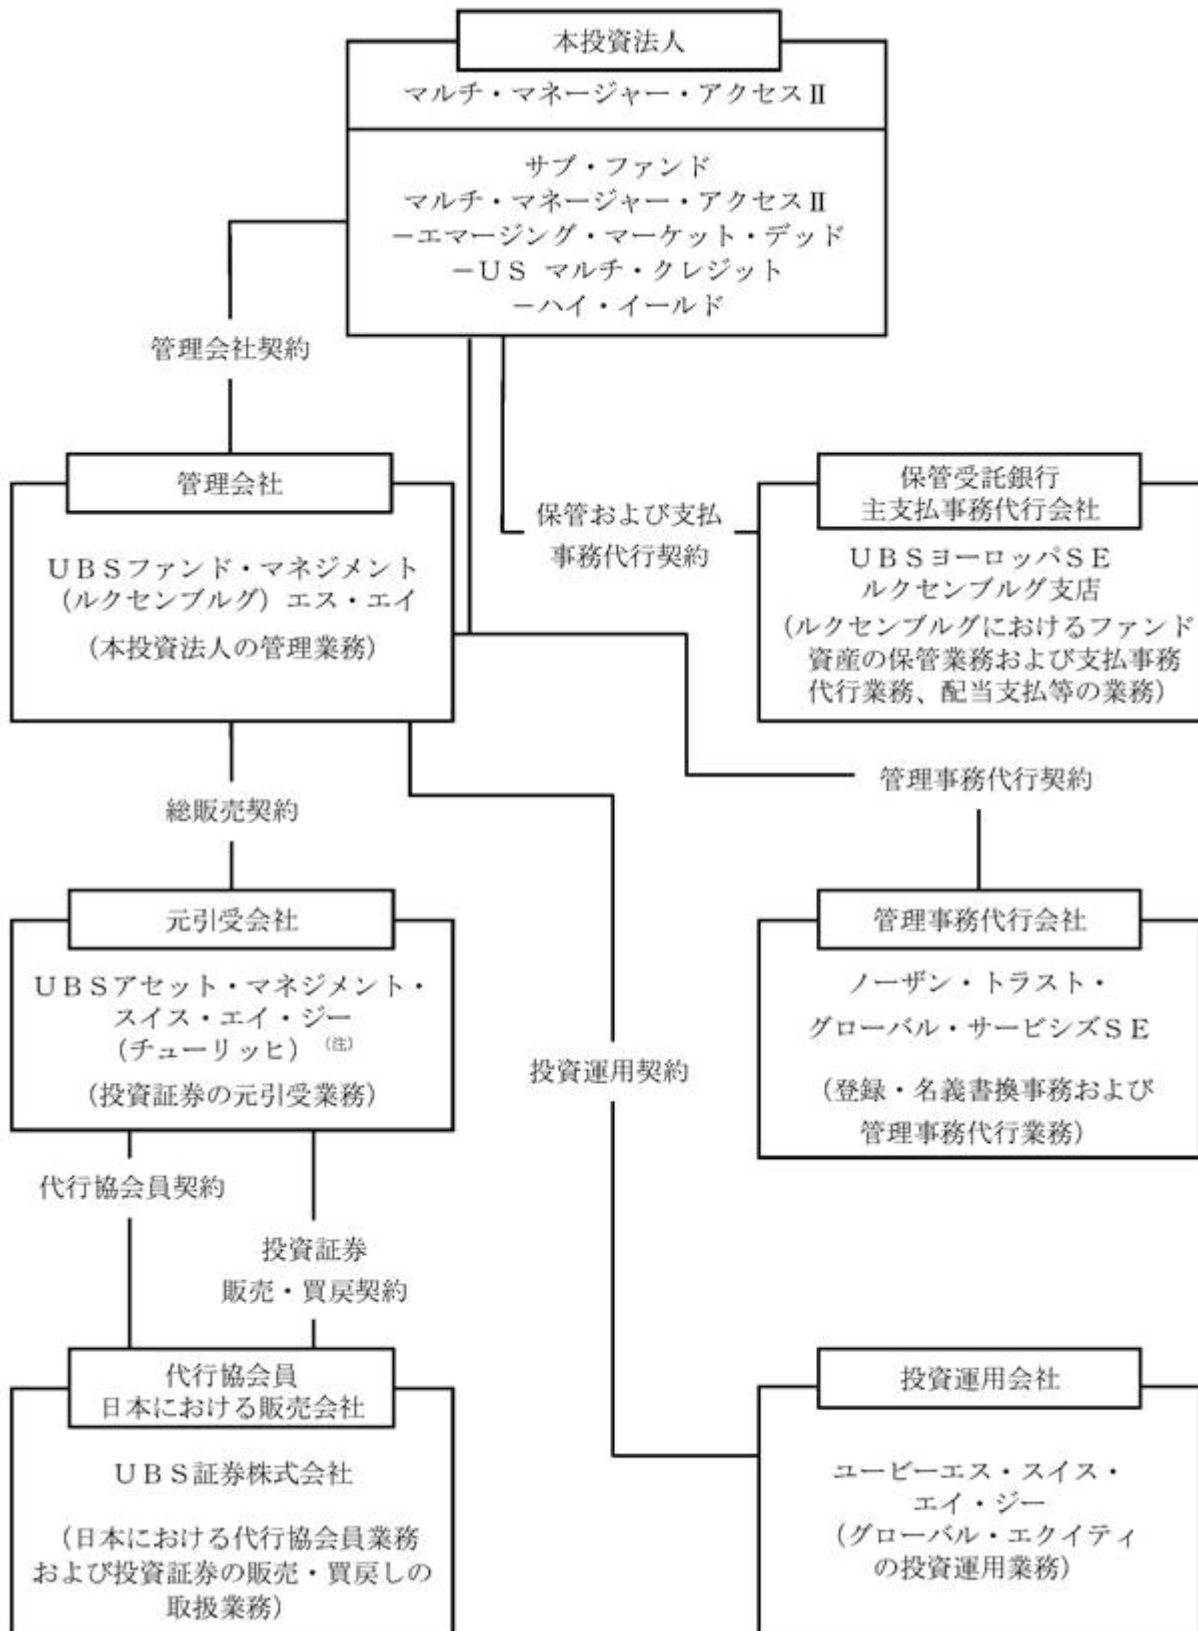 本投資法人
マルチ・マネージャー・アクセスⅡ
サブ・ファンド
マルチ・マネージャー・アクセスⅡ
－エマージング・マーケット・デッド
－ＵＳ マルチ・クレジット
－ハイ・イールド
管理会社契約
管理会社
ＵＢＳファンド・マネジメント
（ルクセンブルグ）エス・エイ
（本投資法人の管理業務）
保管および支払
事務代行契約
保管受託銀行
主支払事務代行会社
ＵＢＳヨーロッパＳＥ
ルクセンブルグ支店
（ルクセンブルグにおけるファンド
資産の保管業務および支払事務
代行業務、配当支払等の業務）
総販売契約
管理事務代行契約
元引受会社
ＵＢＳアセット・マネジメント・
スイス・エイ・ジー
（チューリッヒ）（注）
（投資証券の元引受業務）
管理事務代行会社
ノーザン・トラスト・
グローバル・サービシズＳＥ
（登録・名義書換事務および
管理事務代行業務）
投資運用契約
代行協会員契約
投資証券
販売・買戻契約
代行協会員
日本における販売会社
ＵＢＳ証券株式会社
（日本における代行協会員業務
および投資証券の販売・買戻しの
取扱業務）
投資運用会社
ユービーエス・スイス・
エイ・ジー
（グローバル・エクイティ
の投資運用業務）